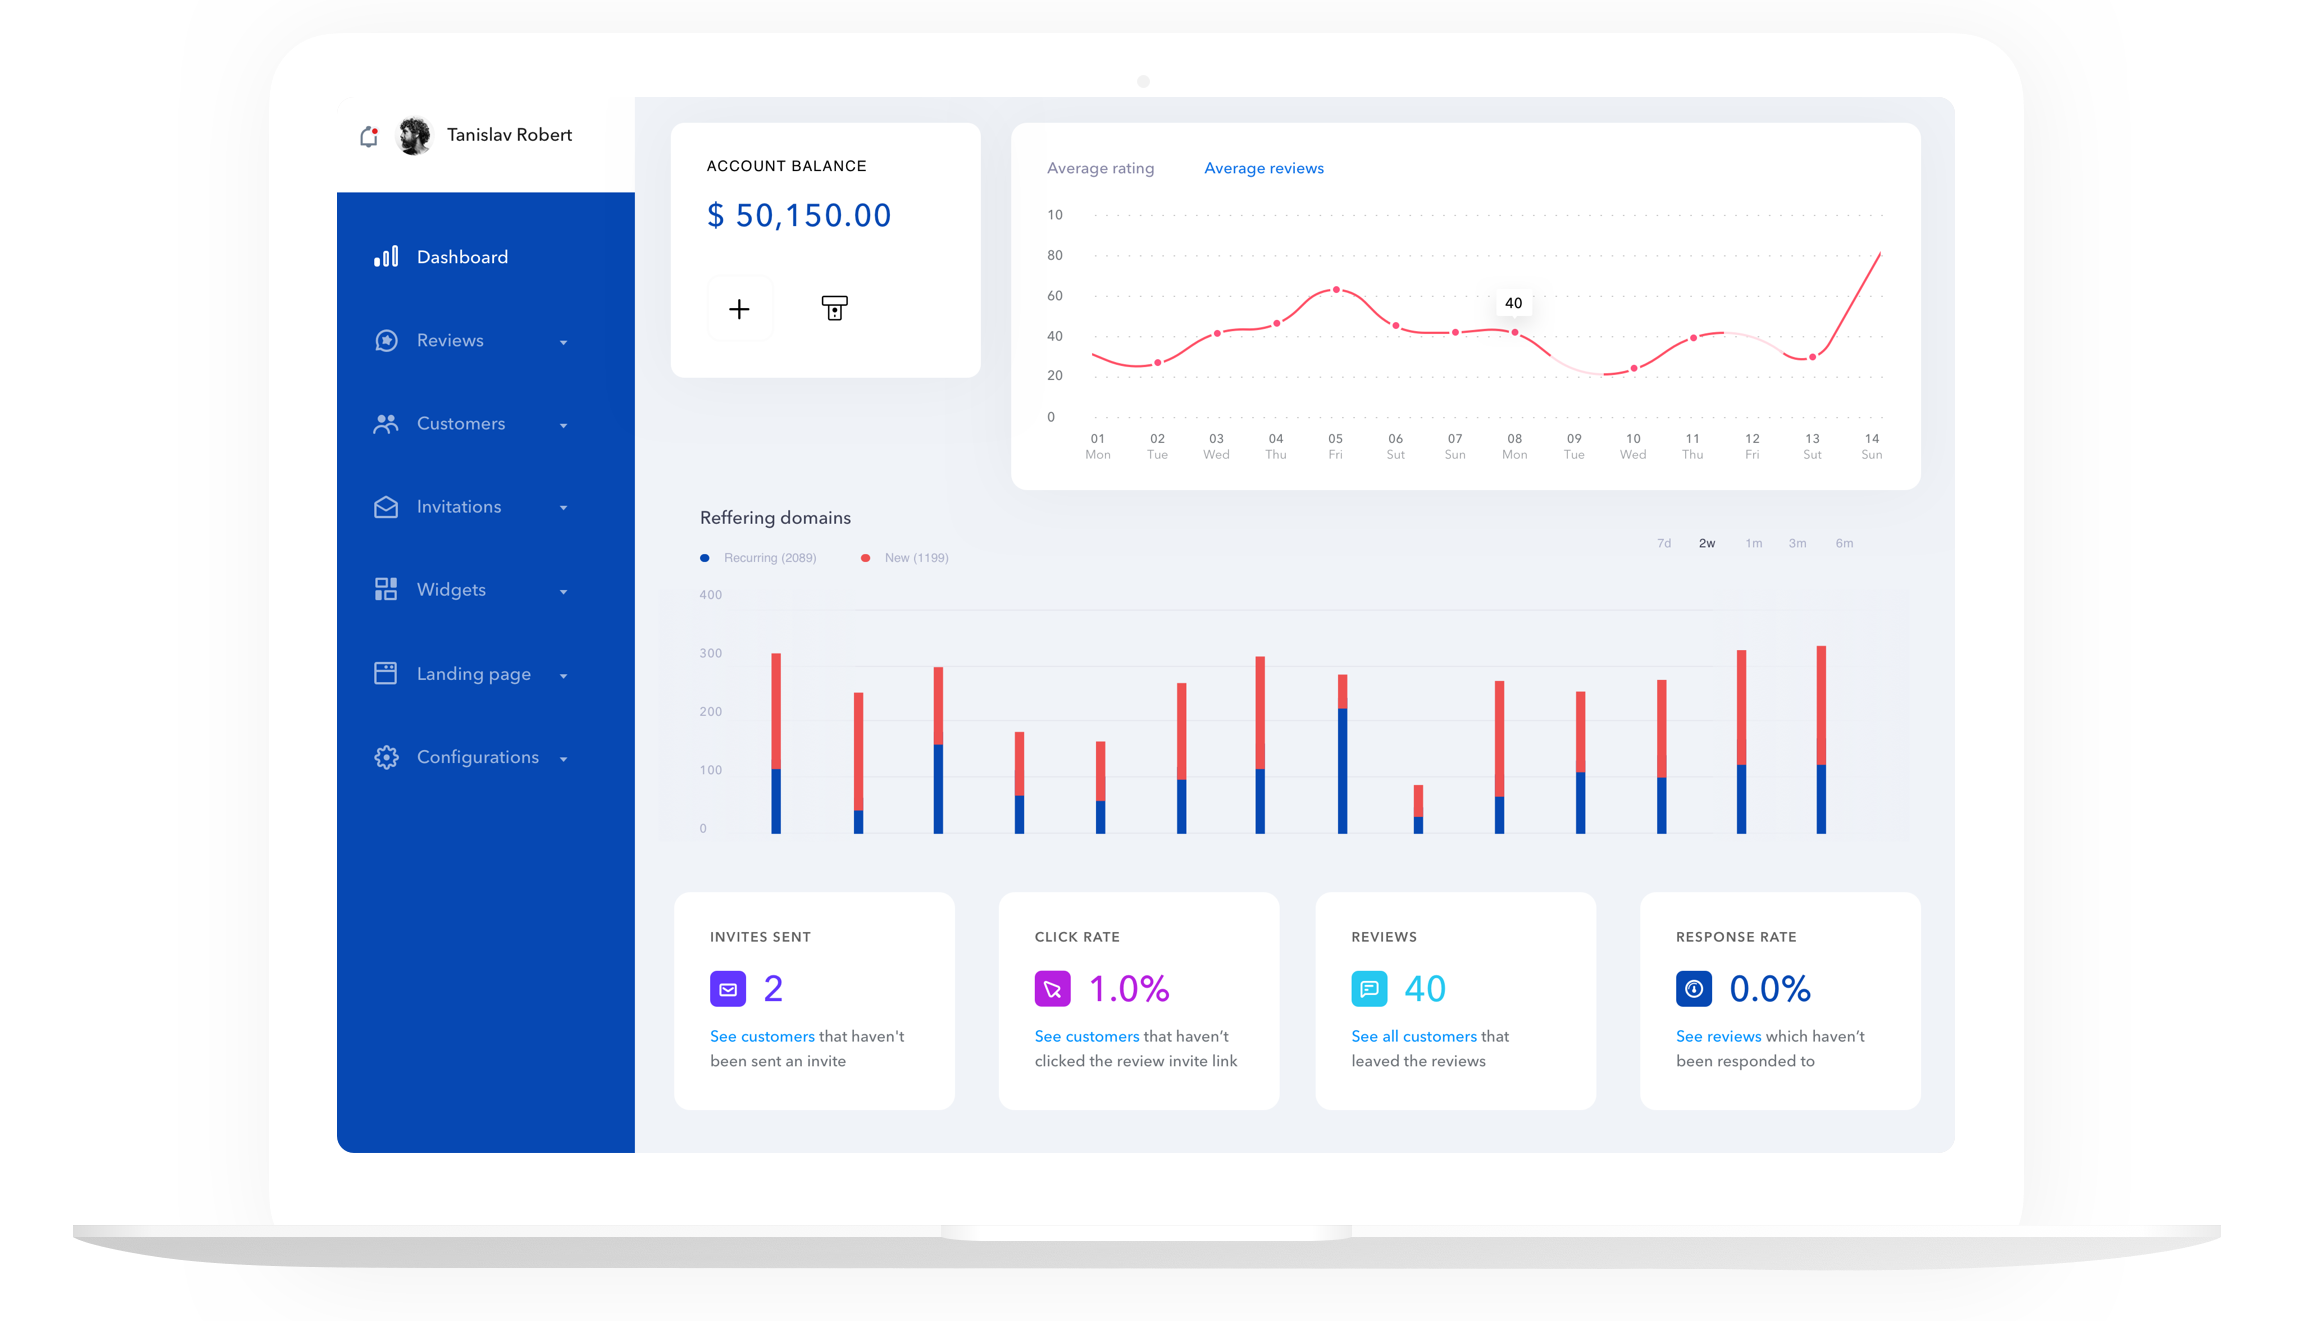 Tanislav Robert
Dashboard
Reviews
Customers
Invitations
Widgets
Landing page
Configurations
ACCOUNT BALANCE
$ 50,150.00
Average rating
Average reviews
10
80
60
40
20
0
40
01 02 03 04 05 06 07 08 09 10 11 12 13 14
Mon Tue Wed Thu Fri Sut Sun Mon Tue Wed Thu Fri Sut Sun
Reffering domains
Recurring (2089)
New (1199)
7d 2w 1m 3m 6m
400
300
200
100
0
INVITES SENT
2
See customers that haven't
been sent an invite
CLICK RATE
1.0%
See customers that haven’t
clicked the review invite link
REVIEWS
40
See all customers that
leaved the reviews
RESPONSE RATE
0.0%
See reviews which haven’t
been responded to